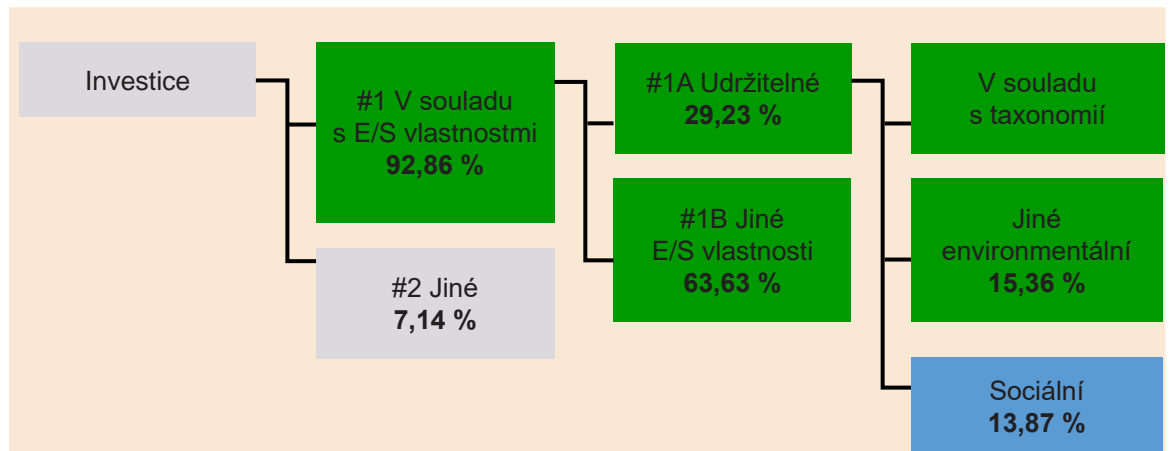 Investice
#1 V souladu
s E/S vlastnostmi
92,86 %
#2 Jiné
7,14 %
#1A Udržitelné
29,23 %
#1B Jiné
E/S vlastnosti
63,63 %
V souladu
s taxonomií
Jiné
environmentální
15,36 %
Sociální
13,87 %